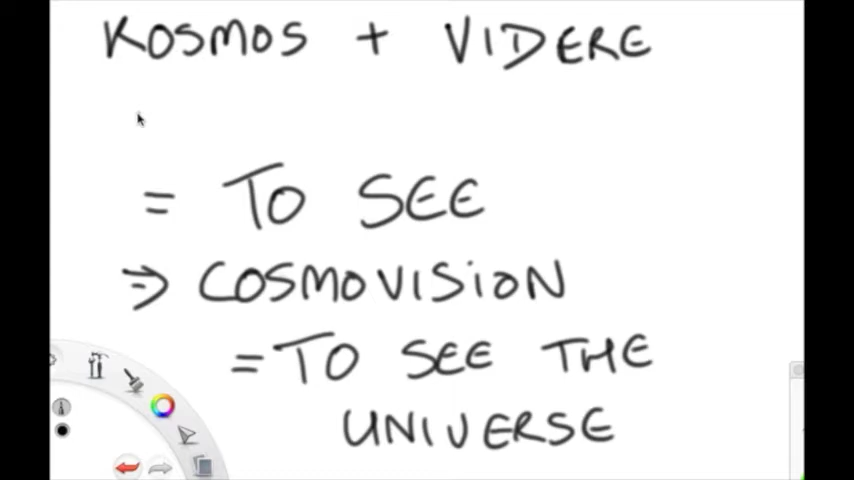 KOSMOS + VIDERE
= TO SEE
⇒ COSMOVISION
= TO SEE THE
UNIVERSE